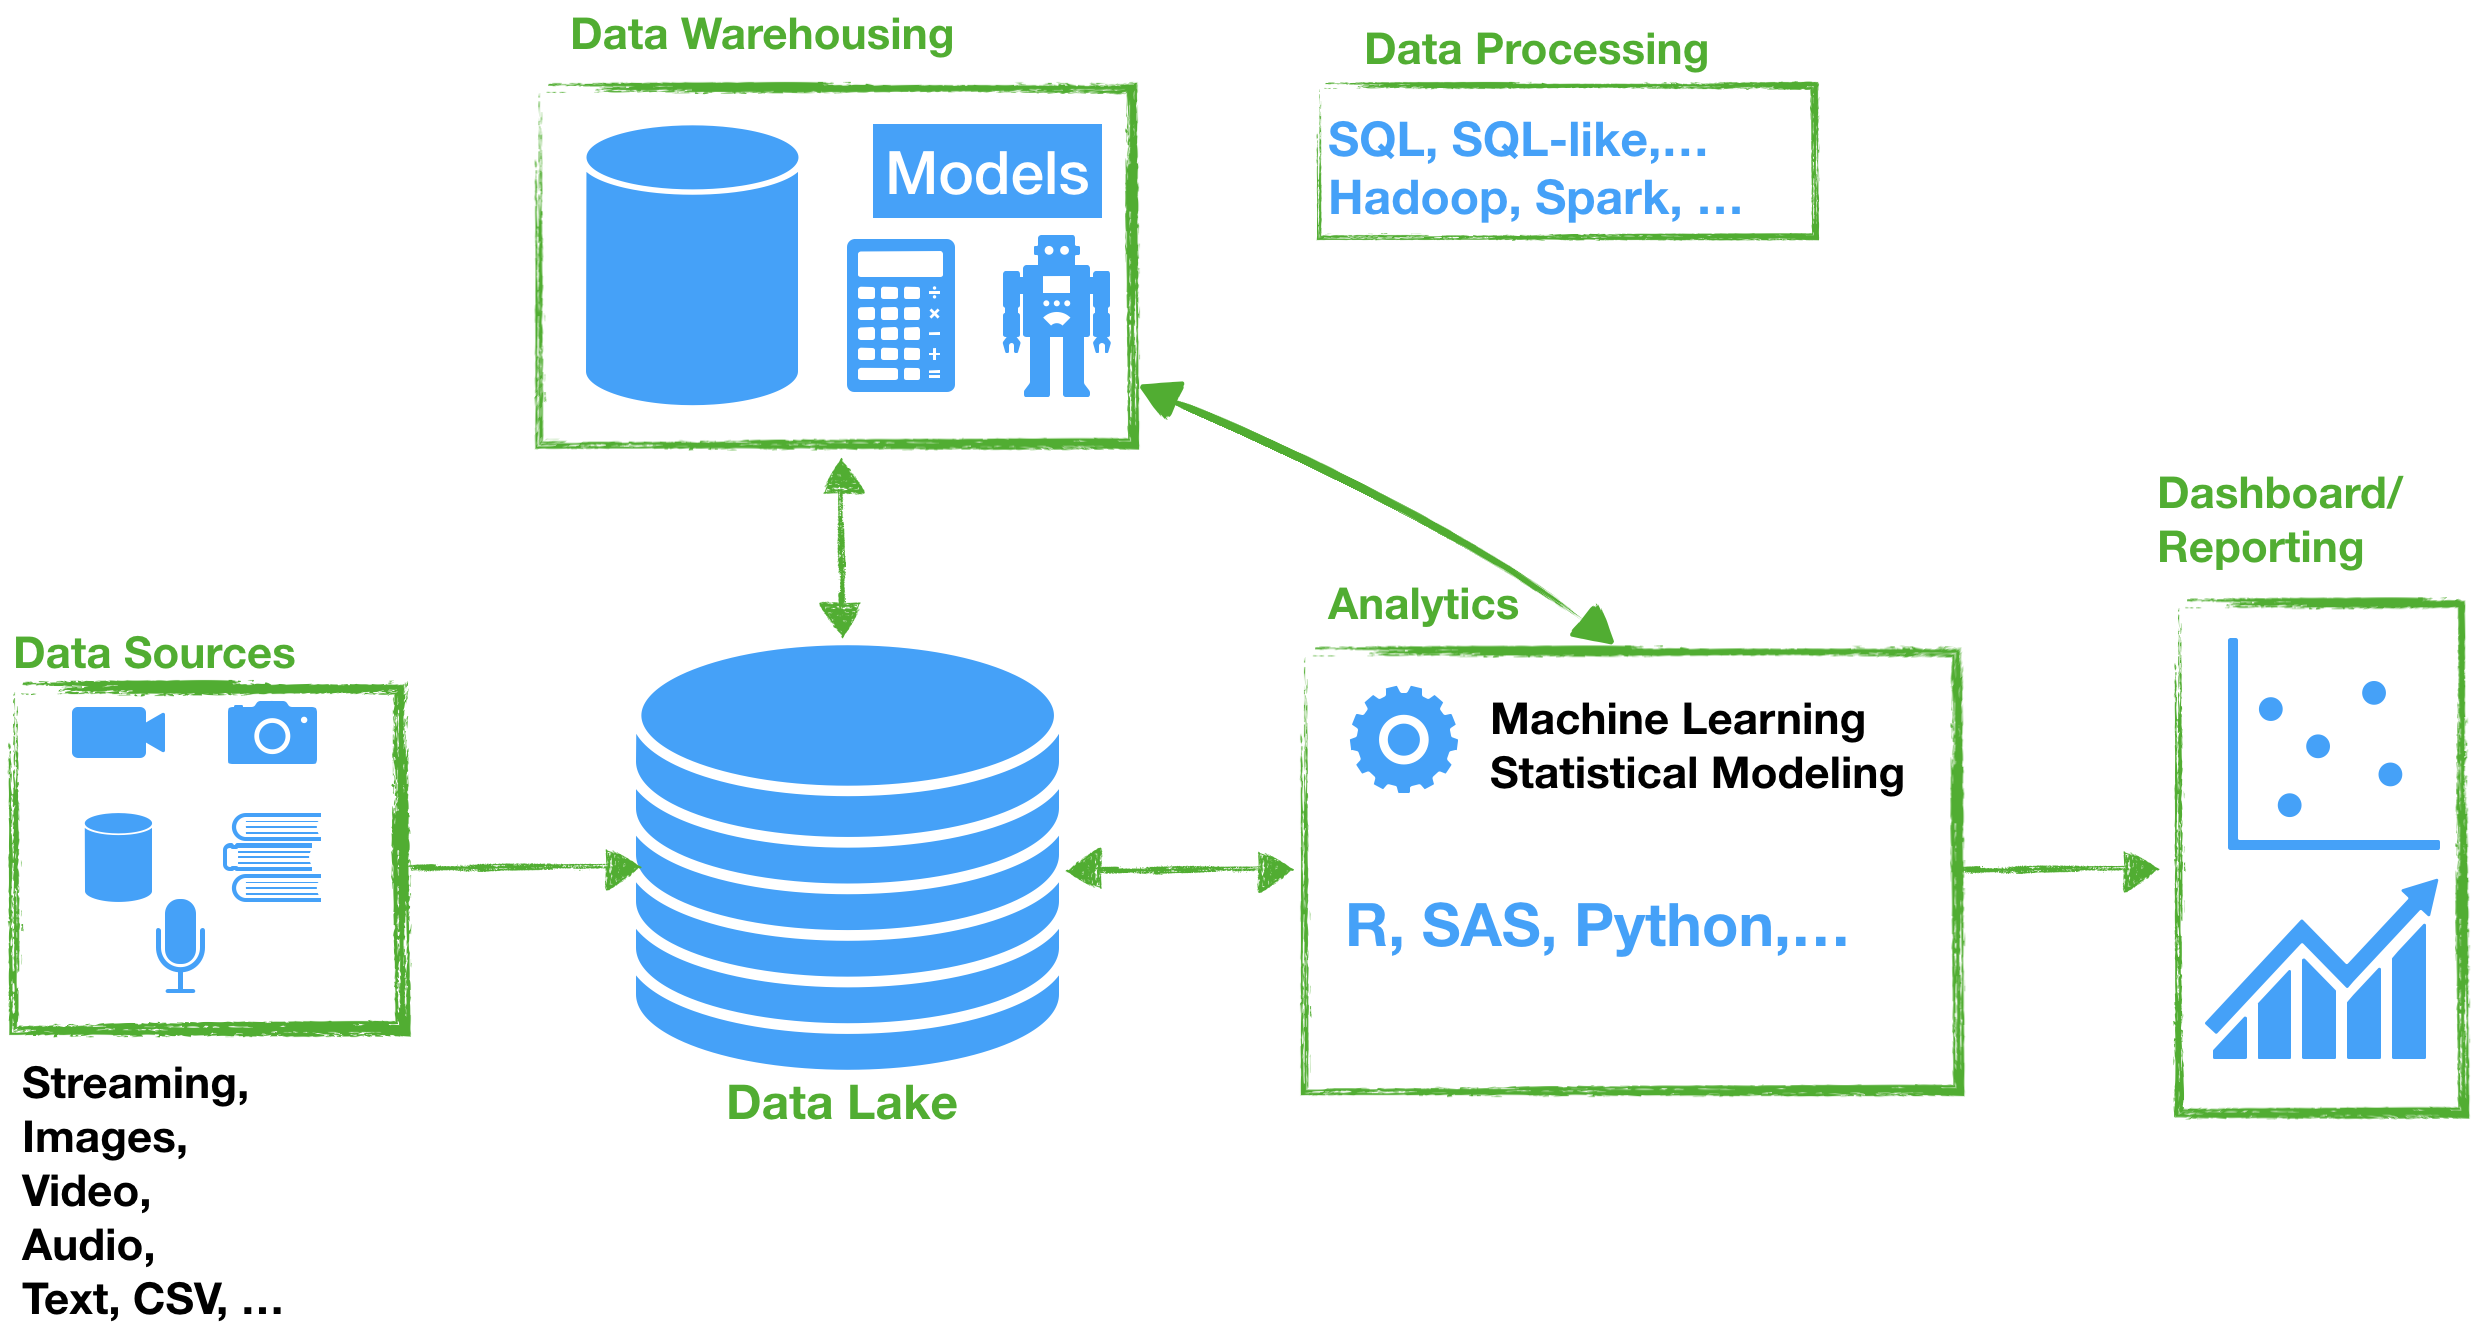 Data Warehousing
Models
Data Processing
SQL, SQL-like,...
Hadoop, Spark, ...
Dashboard/
Reporting
Analytics
Machine Learning
Statistical Modeling
R, SAS, Python,...
Data Sources
Streaming,
Images,
Video,
Audio,
Text, CSV, ...
Data Lake